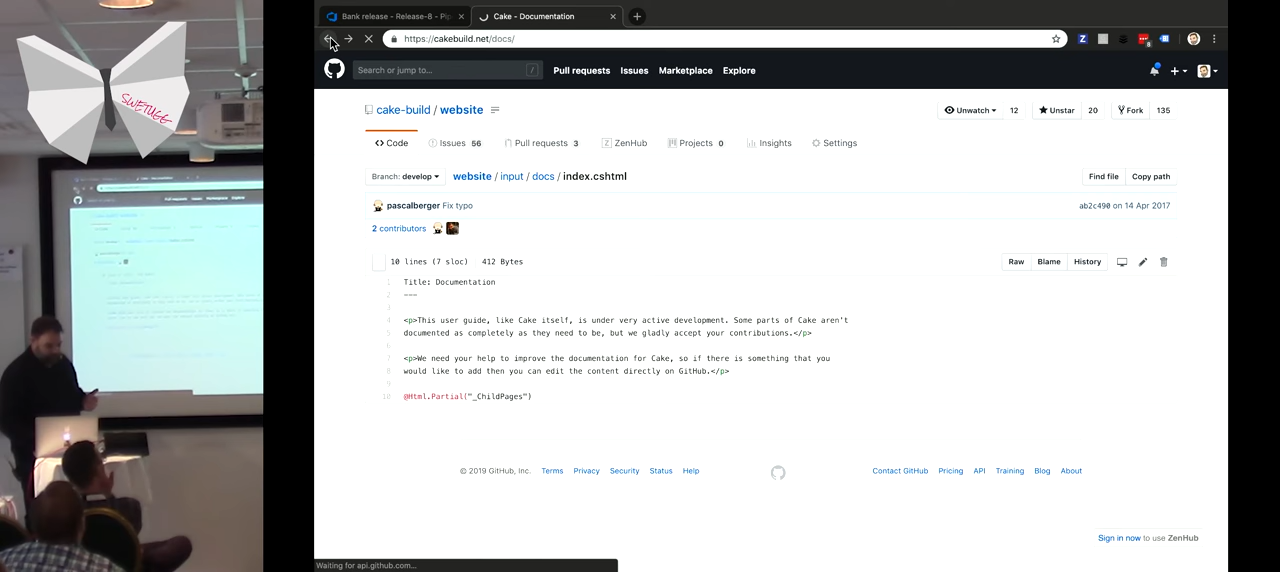 SWETUGG
Bank release - Release-8 - Pip
Cake - Documentation
https://cakebuild.net/docs/
Search or jump to...
/
Pull requests
Issues
Marketplace
Explore
cake-build / website
Unwatch
12
Unstar
20
Fork
135
Code
Issues 56
Pull requests 3
ZenHub
Projects 0
Insights
Settings
Branch: develop
website / input / docs / index.cshtml
Find file
Copy path
pascalberger Fix typo
ab2c490 on 14 Apr 2017
2 contributors
10 lines (7 sloc) 412 Bytes
Raw
Blame
History
1 Title: Documentation
2 ---
3
4 <p>This user guide, like Cake itself, is under very active development. Some parts of Cake aren't
5 documented as completely as they need to be, but we gladly accept your contributions.</p>
6
7 <p>We need your help to improve the documentation for Cake, so if there is something that you
8 would like to add then you can edit the content directly on GitHub.</p>
9
10 @Html.Partial("_ChildPages")
© 2019 GitHub, Inc.
Terms
Privacy
Security
Status
Help
Contact GitHub
Pricing
API
Training
Blog
About
Sign in now to use ZenHub
Waiting for api.github.com...